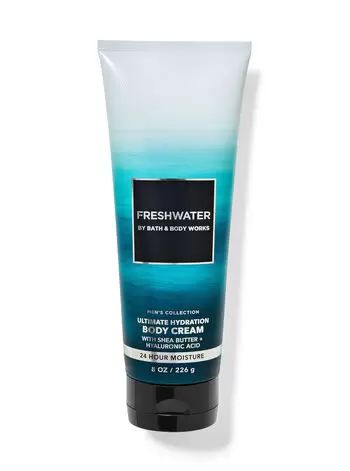 FRESHWATER
BY BATH & BODY WORKS
MEN'S COLLECTION
ULTIMATE HYDRATION
BODY CREAM
WITH SHEA BUTTER +
HYALURONIC ACID
24 HOUR MOISTURE
8 OZ / 226 g